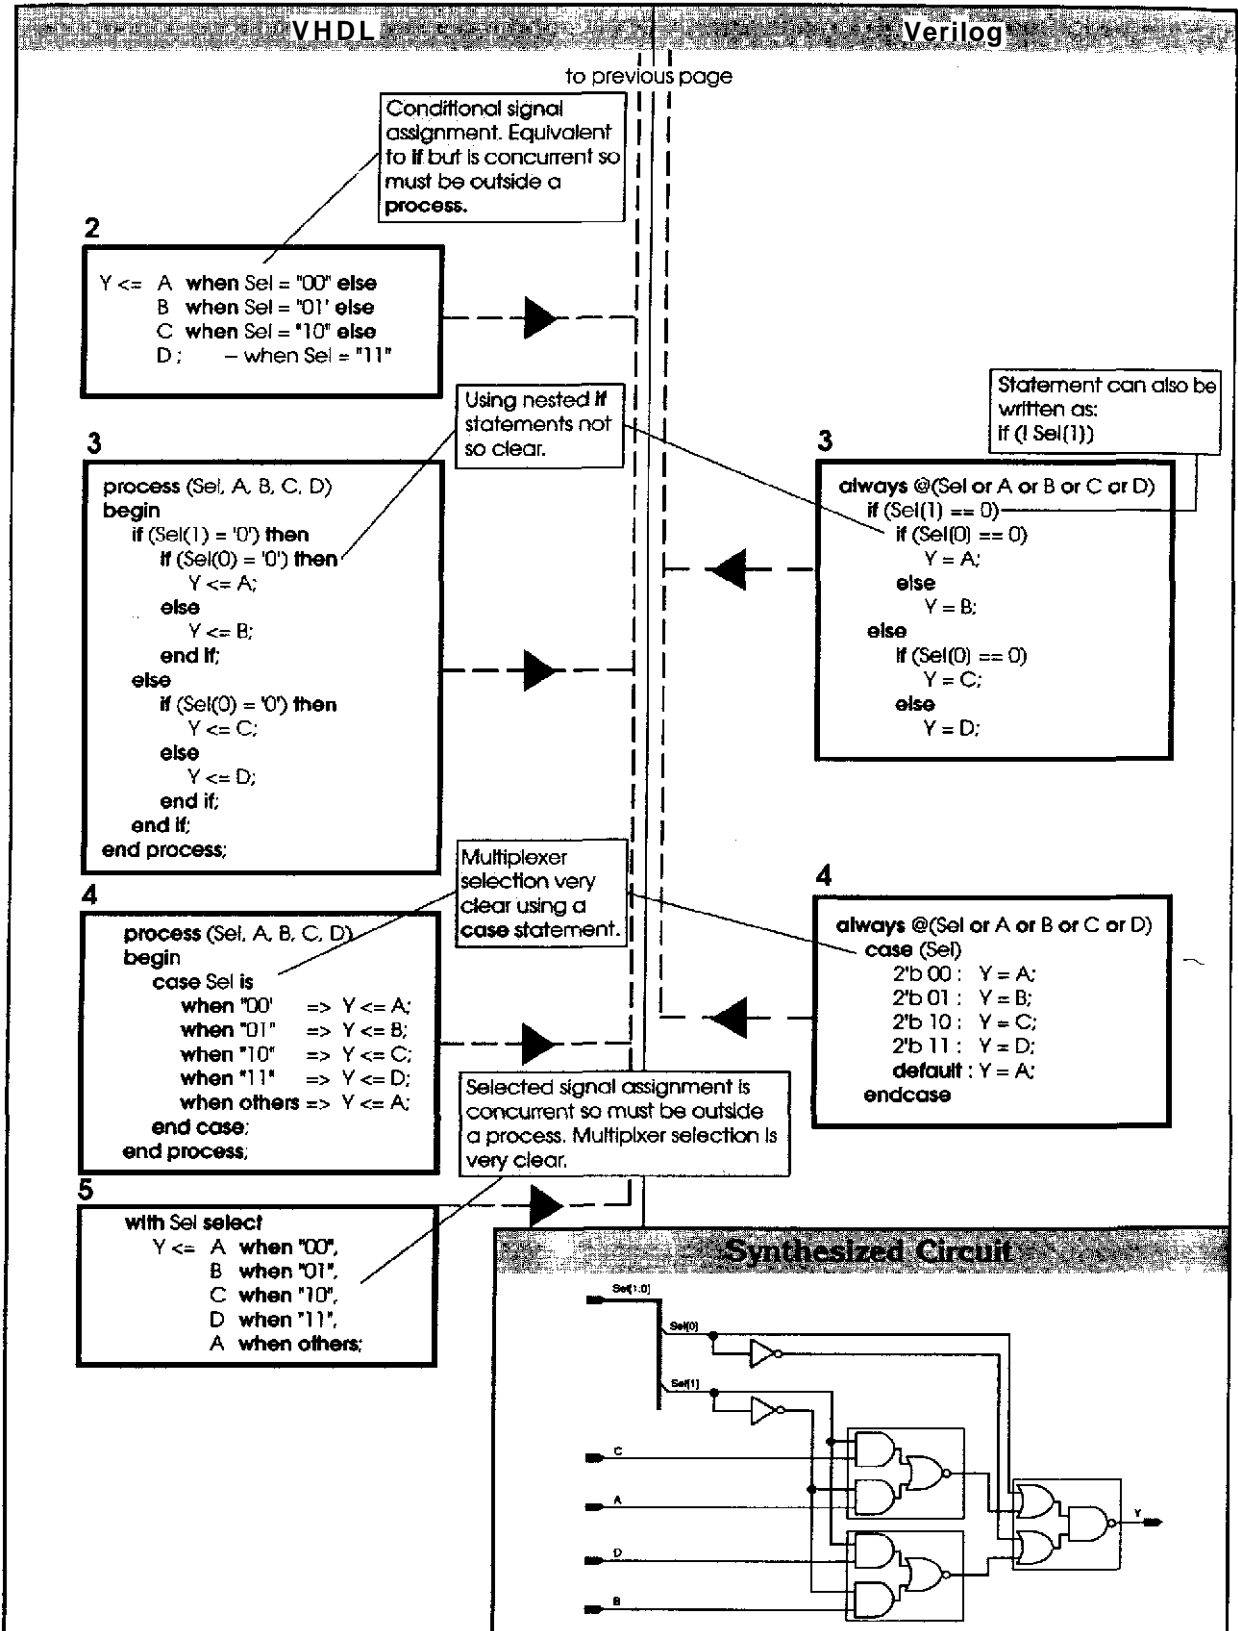 VHDL
Verilog
to previous page
Conditional signal
assignment. Equivalent
to if but is concurrent so
must be outside a
process.
2
Y <= A when Sel = "00" else
B when Sel = "01' else
C when Sel = "10" else
D ; – when Sel = "11"
Using nested if
statements not
so clear.
Statement can also be
written as:
if (! Sel(1))
3
process (Sel, A, B, C, D)
begin
if (Sel(1) = '0') then
if (Sel(0) = '0') then
Y <= A;
else
Y <= B;
end if;
else
if (Sel(0) = '0') then
Y <= C;
else
Y <= D;
end if;
end if;
end process;
3
always @(Sel or A or B or C or D)
if (Sel(1) == 0)
if (Sel(0) == 0)
Y = A;
else
Y = B;
else
if (Sel(0) == 0)
Y = C;
else
Y = D;
Multiplexer
selection very
clear using a
case statement.
4
process (Sel, A, B, C, D)
begin
case Sel is
when "00' => Y <= A;
when "01" => Y <= B;
when "10" => Y <= C;
when "11" => Y <= D;
when others => Y <= A;
end case;
end process;
4
always @(Sel or A or B or C or D)
case (Sel)
2'b 00 : Y = A;
2'b 01 : Y = B;
2'b 10 : Y = C;
2'b 11 : Y = D;
default : Y = A;
endcase
Selected signal assignment is
concurrent so must be outside
a process. Multiplxer selection is
very clear.
5
with Sel select
Y <= A when "00",
B when "01",
C when "10",
D when "11",
A when others;
Synthesized Circuit
Sel[1:0]
Sel[0]
Sel[1]
C
A
Y
D
B